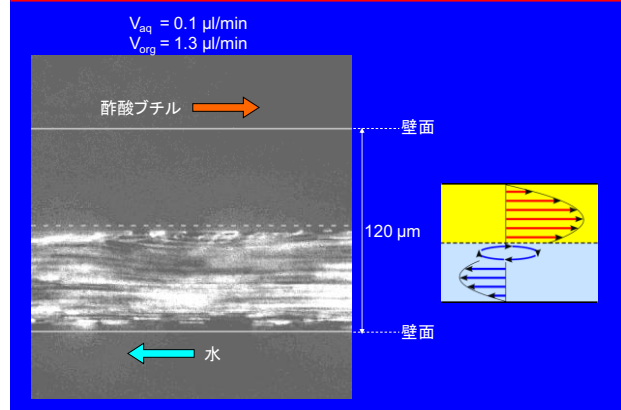 V_aq = 0.1 µl/min
V_org = 1.3 µl/min
酢酸ブチル
壁面
120 µm
壁面
水